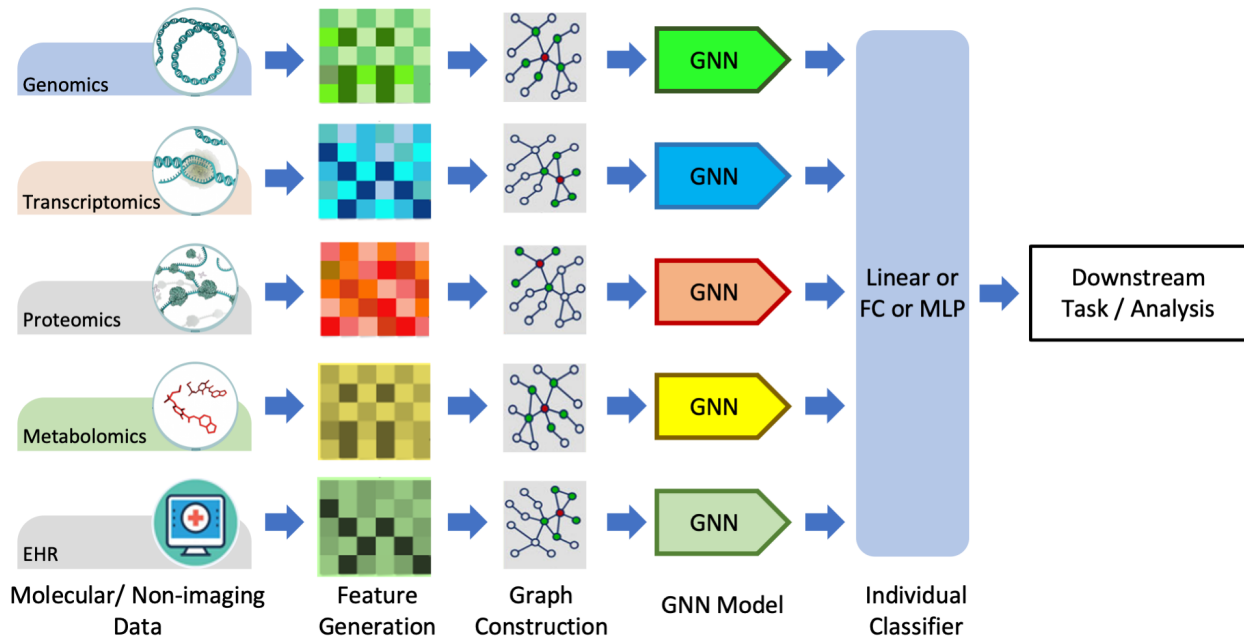 Genomics
GNN
Transcriptomics
GNN
Proteomics
GNN
Linear or
FC or MLP
Downstream
Task / Analysis
Metabolomics
GNN
EHR
GNN
Molecular/ Non-imaging
Data
Feature
Generation
Graph
Construction
GNN Model
Individual
Classifier